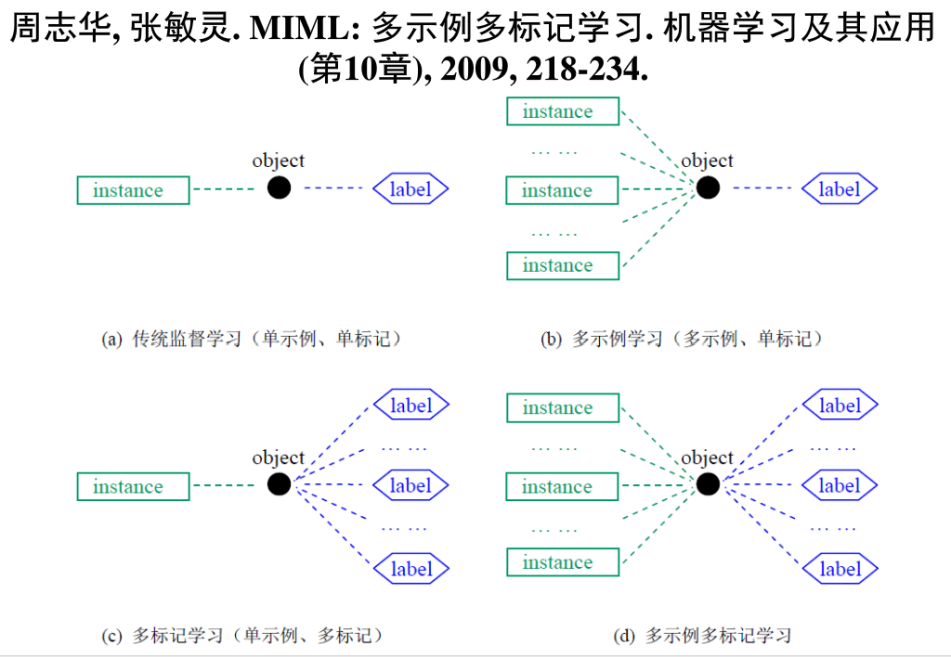 周志华, 张敏灵. MIML: 多示例多标记学习. 机器学习及其应用
(第10章), 2009, 218-234.
instance
object
label
instance
… …
instance
… …
instance
object
label
(a) 传统监督学习（单示例、单标记）
(b) 多示例学习（多示例、单标记）
instance
object
label
… …
label
… …
label
instance
… …
instance
… …
instance
object
label
… …
label
… …
label
(c) 多标记学习（单示例、多标记）
(d) 多示例多标记学习